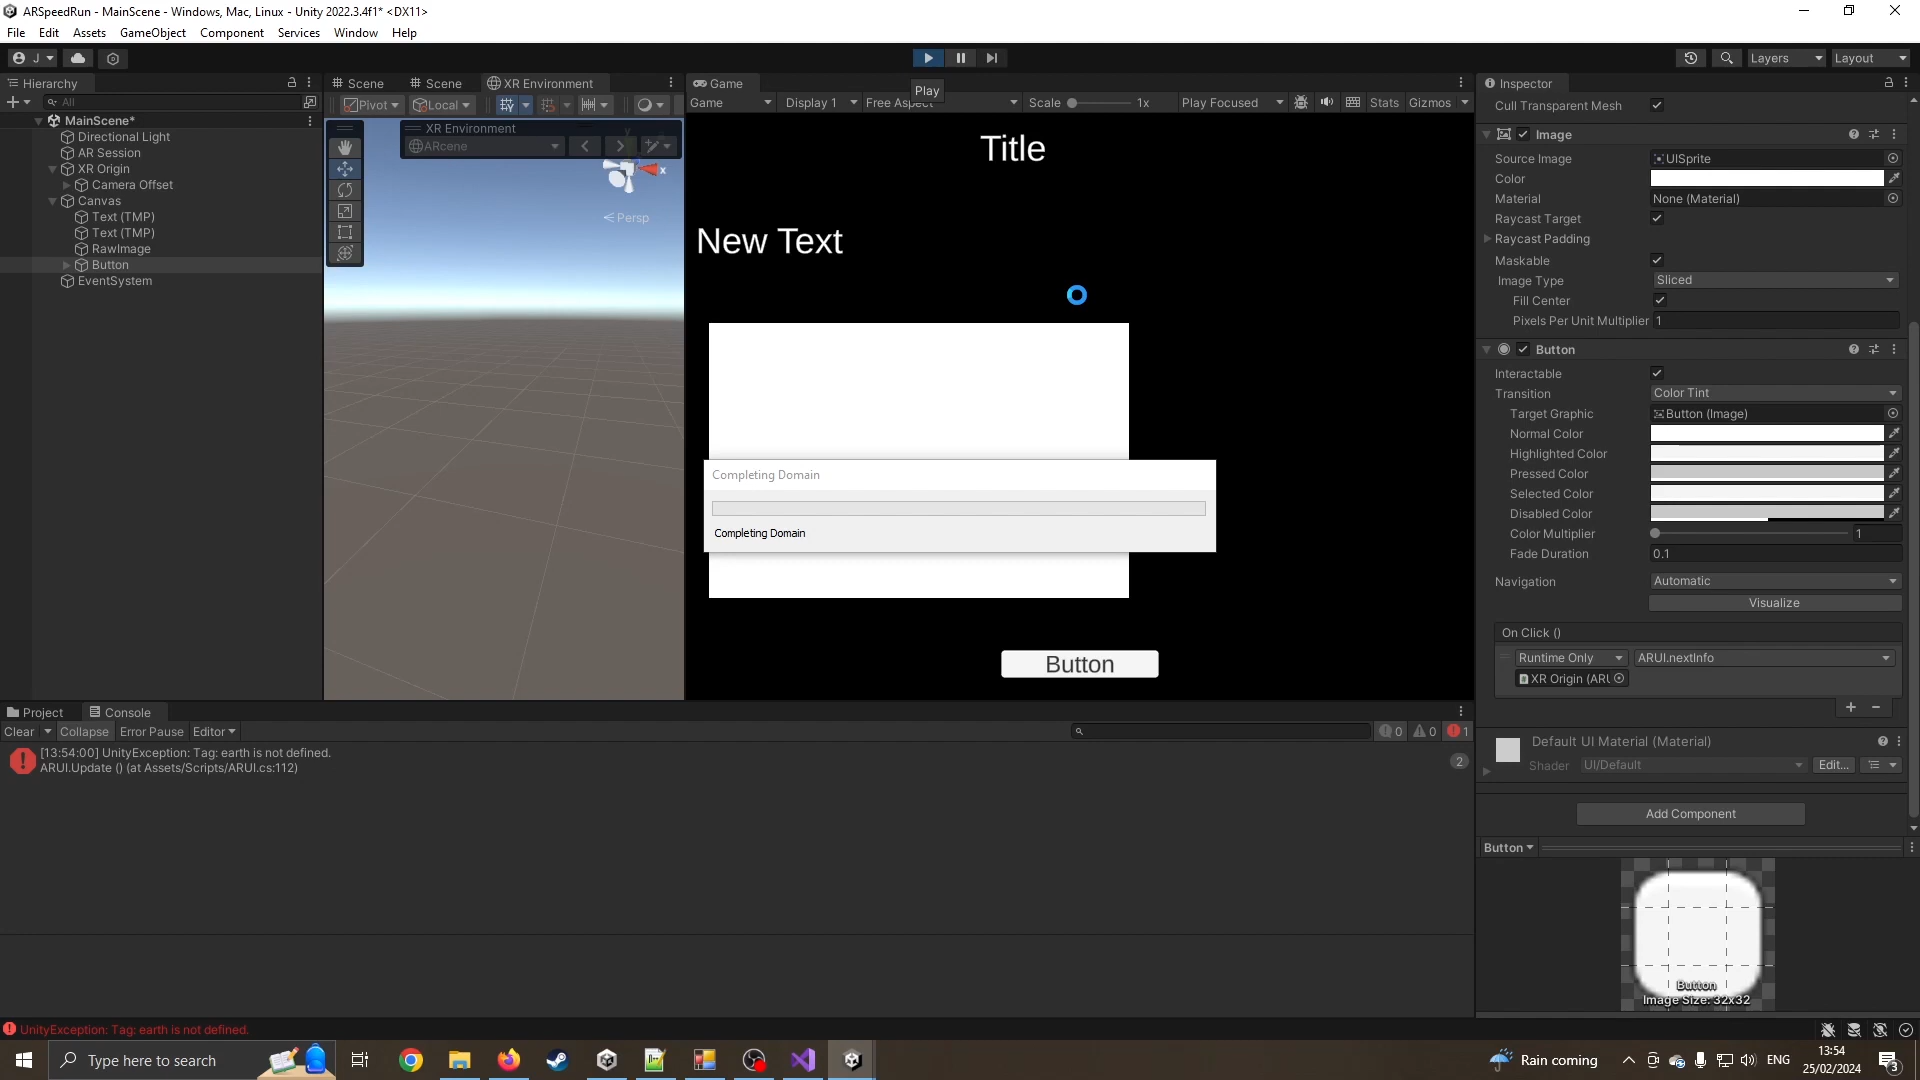 ARSpeedRun - MainScene - Windows, Mac, Linux - Unity 2022.3.4f1* <DX11>
File Edit Assets GameObject Component Services Window Help
J
Layers Layout
Hierarchy
All
MainScene*
Directional Light
AR Session
XR Origin
Camera Offset
Canvas
Text (TMP)
Text (TMP)
RawImage
Button
EventSystem
Scene Scene XR Environment
Pivot Local
XR Environment
ARcene
x
Persp
Game
Play
Game Display 1 Free Aspect Scale 1x Play Focused Stats Gizmos
Title
New Text
Completing Domain
Completing Domain
Button
Inspector
Cull Transparent Mesh
Image
Source Image UISprite
Color
Material None (Material)
Raycast Target
Raycast Padding
Maskable
Image Type Sliced
Fill Center
Pixels Per Unit Multiplier 1
Button
Interactable
Transition Color Tint
Target Graphic Button (Image)
Normal Color
Highlighted Color
Pressed Color
Selected Color
Disabled Color
Color Multiplier 1
Fade Duration 0.1
Navigation Automatic
Visualize
On Click ()
Runtime Only ARUI.nextInfo
XR Origin (ARU
Default UI Material (Material)
Shader UI/Default Edit...
Add Component
Button
Button
Image Size: 32x32
Project Console
Clear Collapse Error Pause Editor
0 0 1
[13:54:00] UnityException: Tag: earth is not defined.
ARUI.Update () (at Assets/Scripts/ARUI.cs:112)
2
UnityException: Tag: earth is not defined.
Type here to search
Rain coming
ENG
13:54
25/02/2024
3